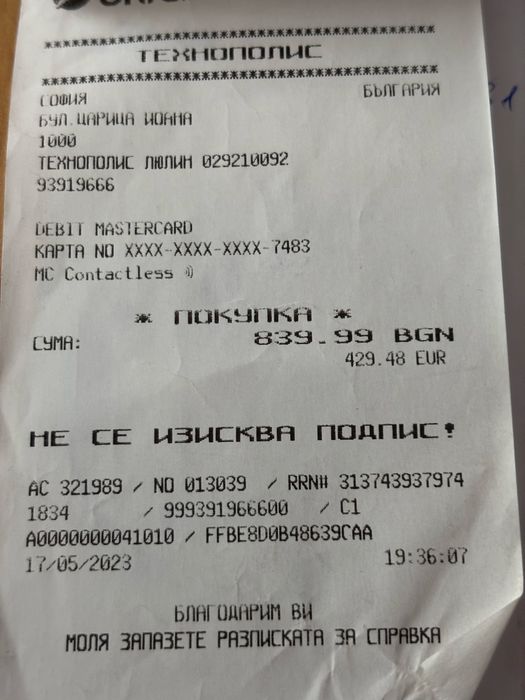 ************************************
ТЕХНОПОЛИС
************************************
СОФИЯ БЪЛГАРИЯ
БУЛ.ЦАРИЦА ИОАНА
1000
ТЕХНОПОЛИС ЛЮЛИН 029210092
93919666
DEBIT MASTERCARD
КАРТА NO XXXX-XXXX-XXXX-7483
MC Contactless
* ПОКУПКА *
СУМА: 839.99 BGN
429.48 EUR
НЕ СЕ ИЗИСКВА ПОДПИС!
AC 321989 / NO 013039 / RRN# 313743937974
1834 / 999391966600 / C1
A0000000041010 / FFBE8D0B48639CAA
17/05/2023 19:36:07
БЛАГОДАРИМ ВИ
МОЛЯ ЗАПАЗЕТЕ РАЗПИСКАТА ЗА СПРАВКА